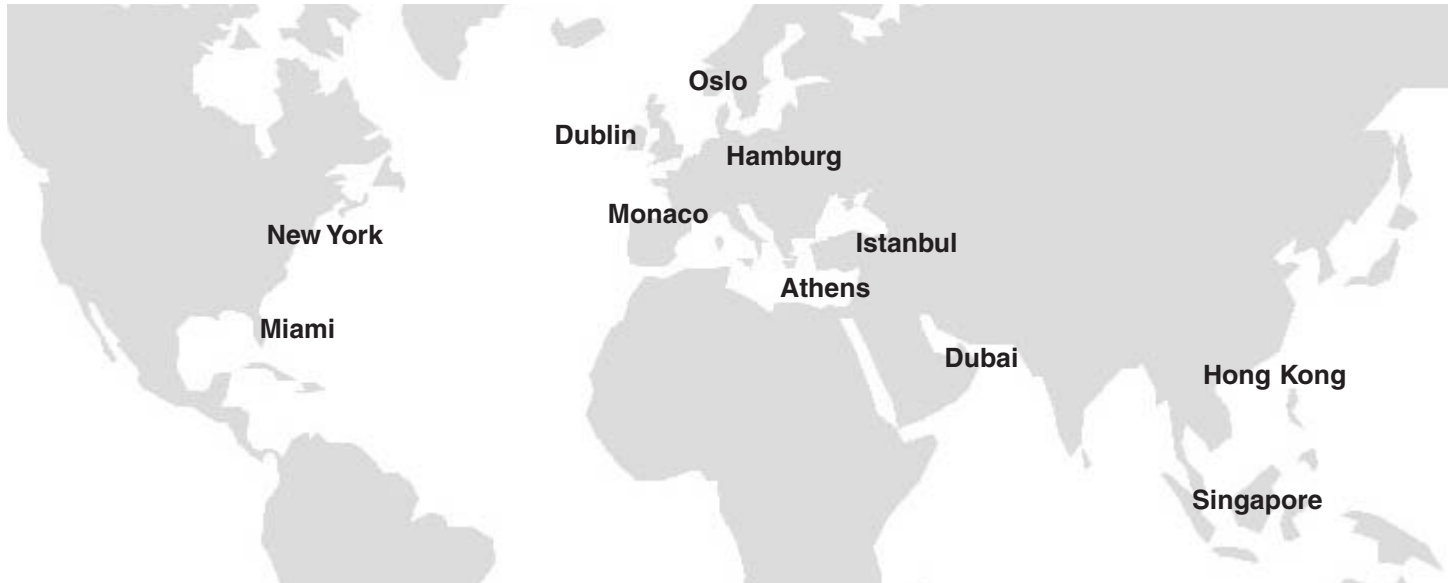 Oslo
Dublin
Hamburg
Monaco
New York
Istanbul
Athens
Miami
Dubai
Hong Kong
Singapore